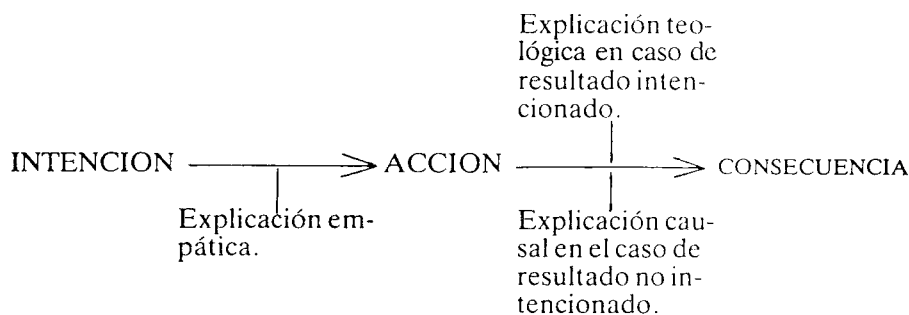 Explicación teo-
lógica en caso de
resultado inten-
cionado.
INTENCION ACCION CONSECUENCIA
Explicación em-
pática.
Explicación cau-
sal en el caso de
resultado no in-
tencionado.